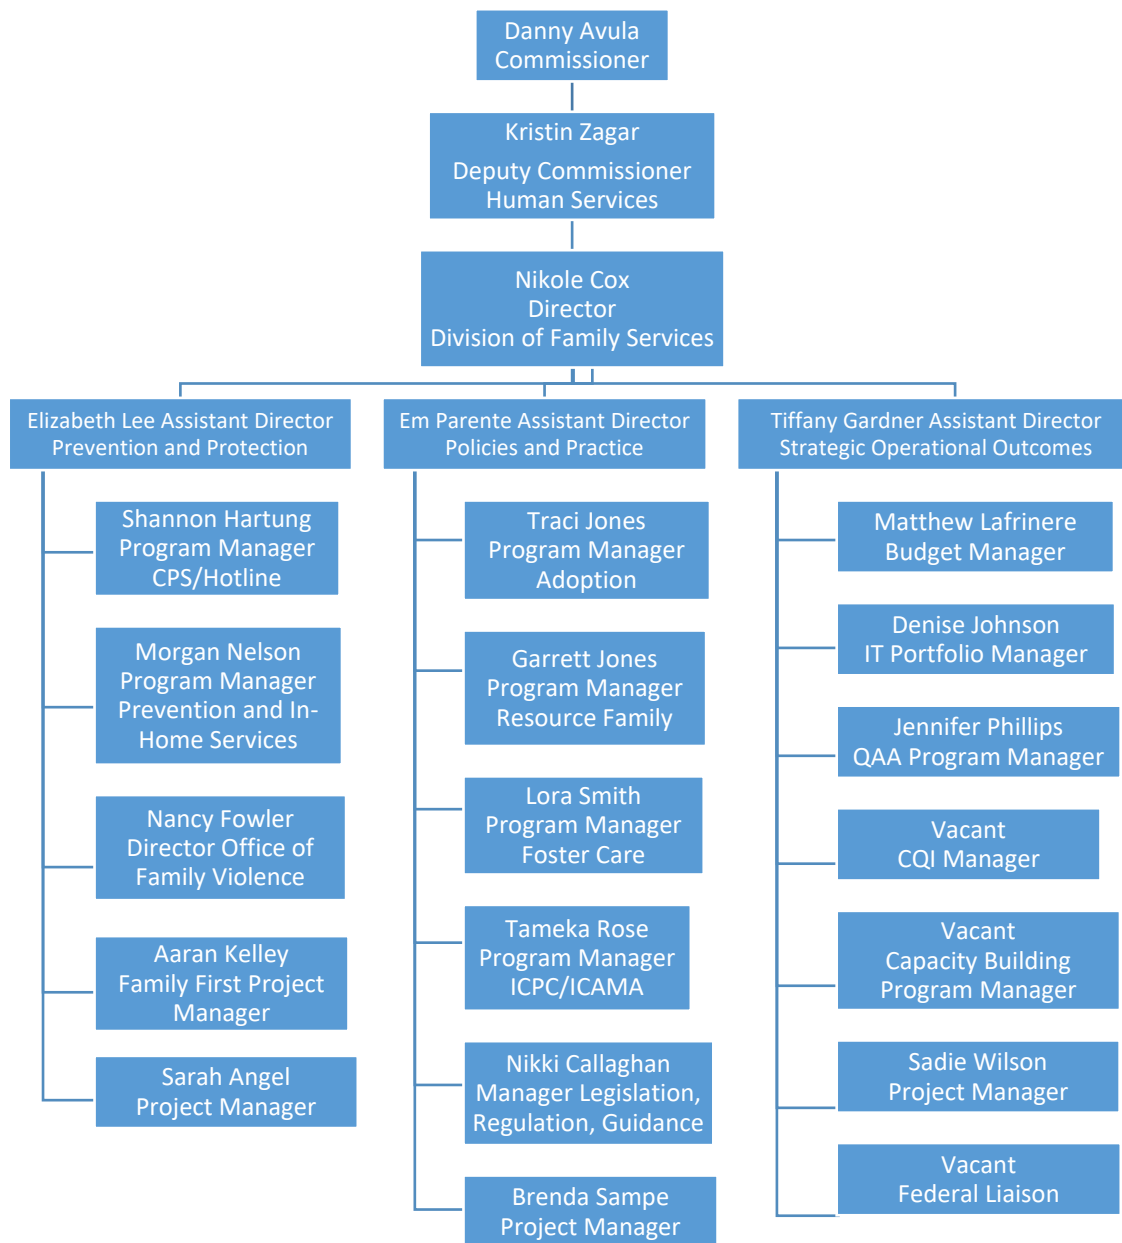 Danny Avula
Commissioner
Kristin Zagar
Deputy Commissioner
Human Services
Nikole Cox
Director
Division of Family Services
Elizabeth Lee Assistant Director
Prevention and Protection
Shannon Hartung
Program Manager
CPS/Hotline
Morgan Nelson
Program Manager
Prevention and In-
Home Services
Nancy Fowler
Director Office of
Family Violence
Aaran Kelley
Family First Project
Manager
Sarah Angel
Project Manager
Em Parente Assistant Director
Policies and Practice
Traci Jones
Program Manager
Adoption
Garrett Jones
Program Manager
Resource Family
Lora Smith
Program Manager
Foster Care
Tameka Rose
Program Manager
ICPC/ICAMA
Nikki Callaghan
Manager Legislation,
Regulation, Guidance
Brenda Sampe
Project Manager
Tiffany Gardner Assistant Director
Strategic Operational Outcomes
Matthew Lafrinere
Budget Manager
Denise Johnson
IT Portfolio Manager
Jennifer Phillips
QAA Program Manager
Vacant
CQI Manager
Vacant
Capacity Building
Program Manager
Sadie Wilson
Project Manager
Vacant
Federal Liaison